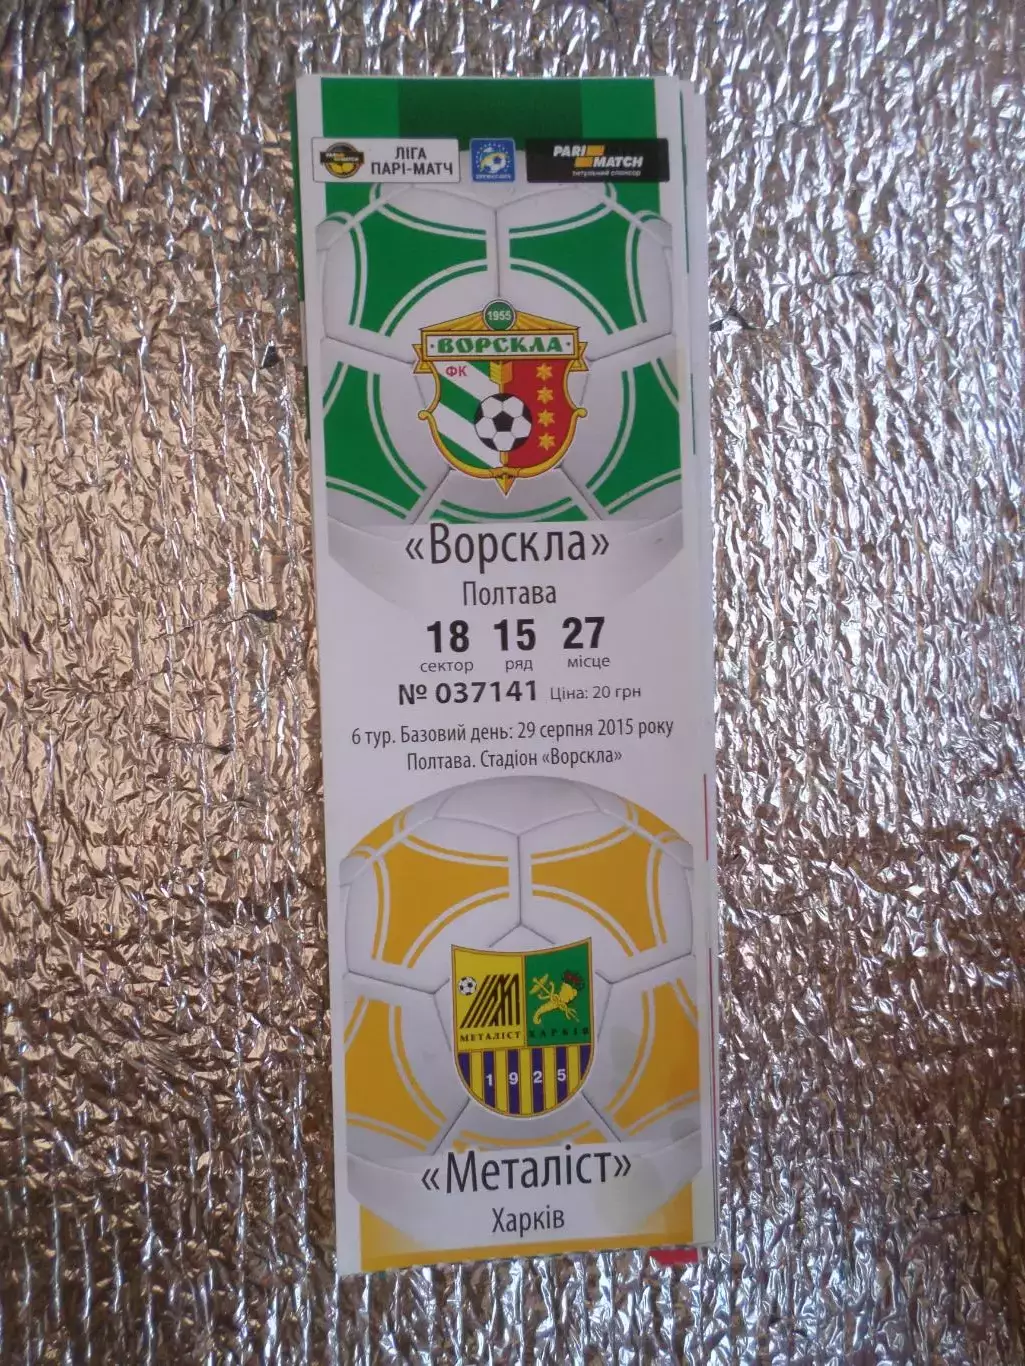 ЛІГА
ПАРІ-МАТЧ
PARI MATCH
PARI
MATCH
титульний спонсор
1955
ВОРСКЛА
ФК
«Ворскла»
Полтава
18 15 27
сектор ряд місце
№ 037141 Ціна: 20 грн
6 тур. Базовий день: 29 серпня 2015 року
Полтава. Стадіон «Ворскла»
МЕТАЛІСТ ХАРКІВ
1925
«Металіст»
Харків